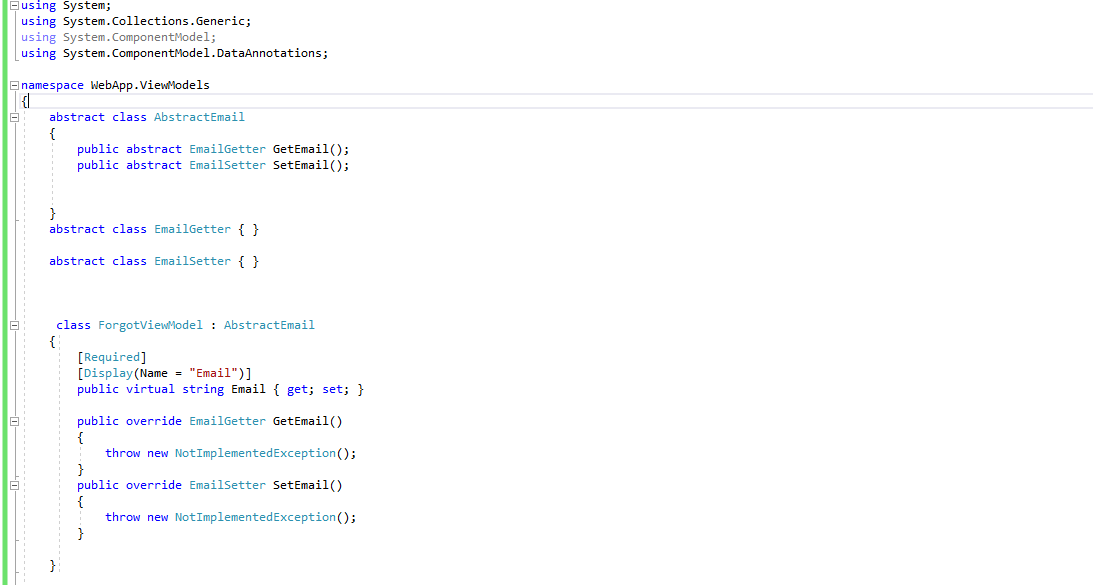 using System;
using System.Collections.Generic;
using System.ComponentModel;
using System.ComponentModel.DataAnnotations;
namespace WebApp.ViewModels
{
abstract class AbstractEmail
{
public abstract EmailGetter GetEmail();
public abstract EmailSetter SetEmail();
}
abstract class EmailGetter { }
abstract class EmailSetter { }
class ForgotViewModel : AbstractEmail
{
[Required]
[Display(Name = "Email")]
public virtual string Email { get; set; }
public override EmailGetter GetEmail()
{
throw new NotImplementedException();
}
public override EmailSetter SetEmail()
{
throw new NotImplementedException();
}
}